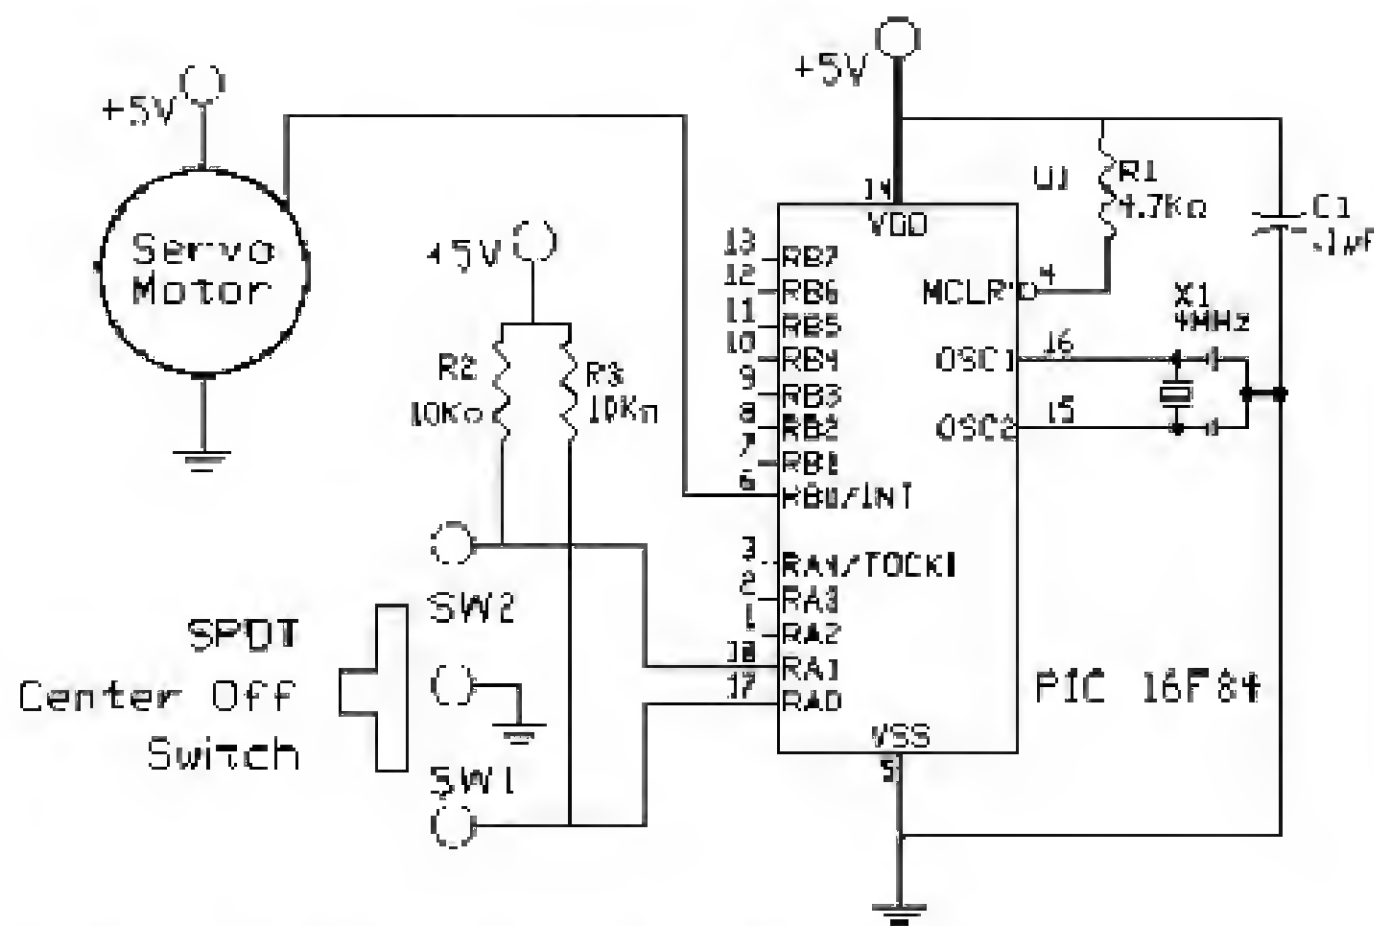 +5V
Servo
Motor
+5V
R2
10KΩ
R3
10KΩ
SW2
SPDT
Center Off
Switch
SW1
+5V
14
VDD
U1
R1
4.7KΩ
C1
.1µF
13
RB7
12
RB6
11
RB5
10
RB4
9
RB3
8
RB2
7
RB1
6
RB0/INT
3
RA4/TOCKI
2
RA3
1
RA2
18
RA1
17
RA0
MCLR'
4
X1
4MHz
OSC1
16
OSC2
15
PIC 16F84
VSS
5